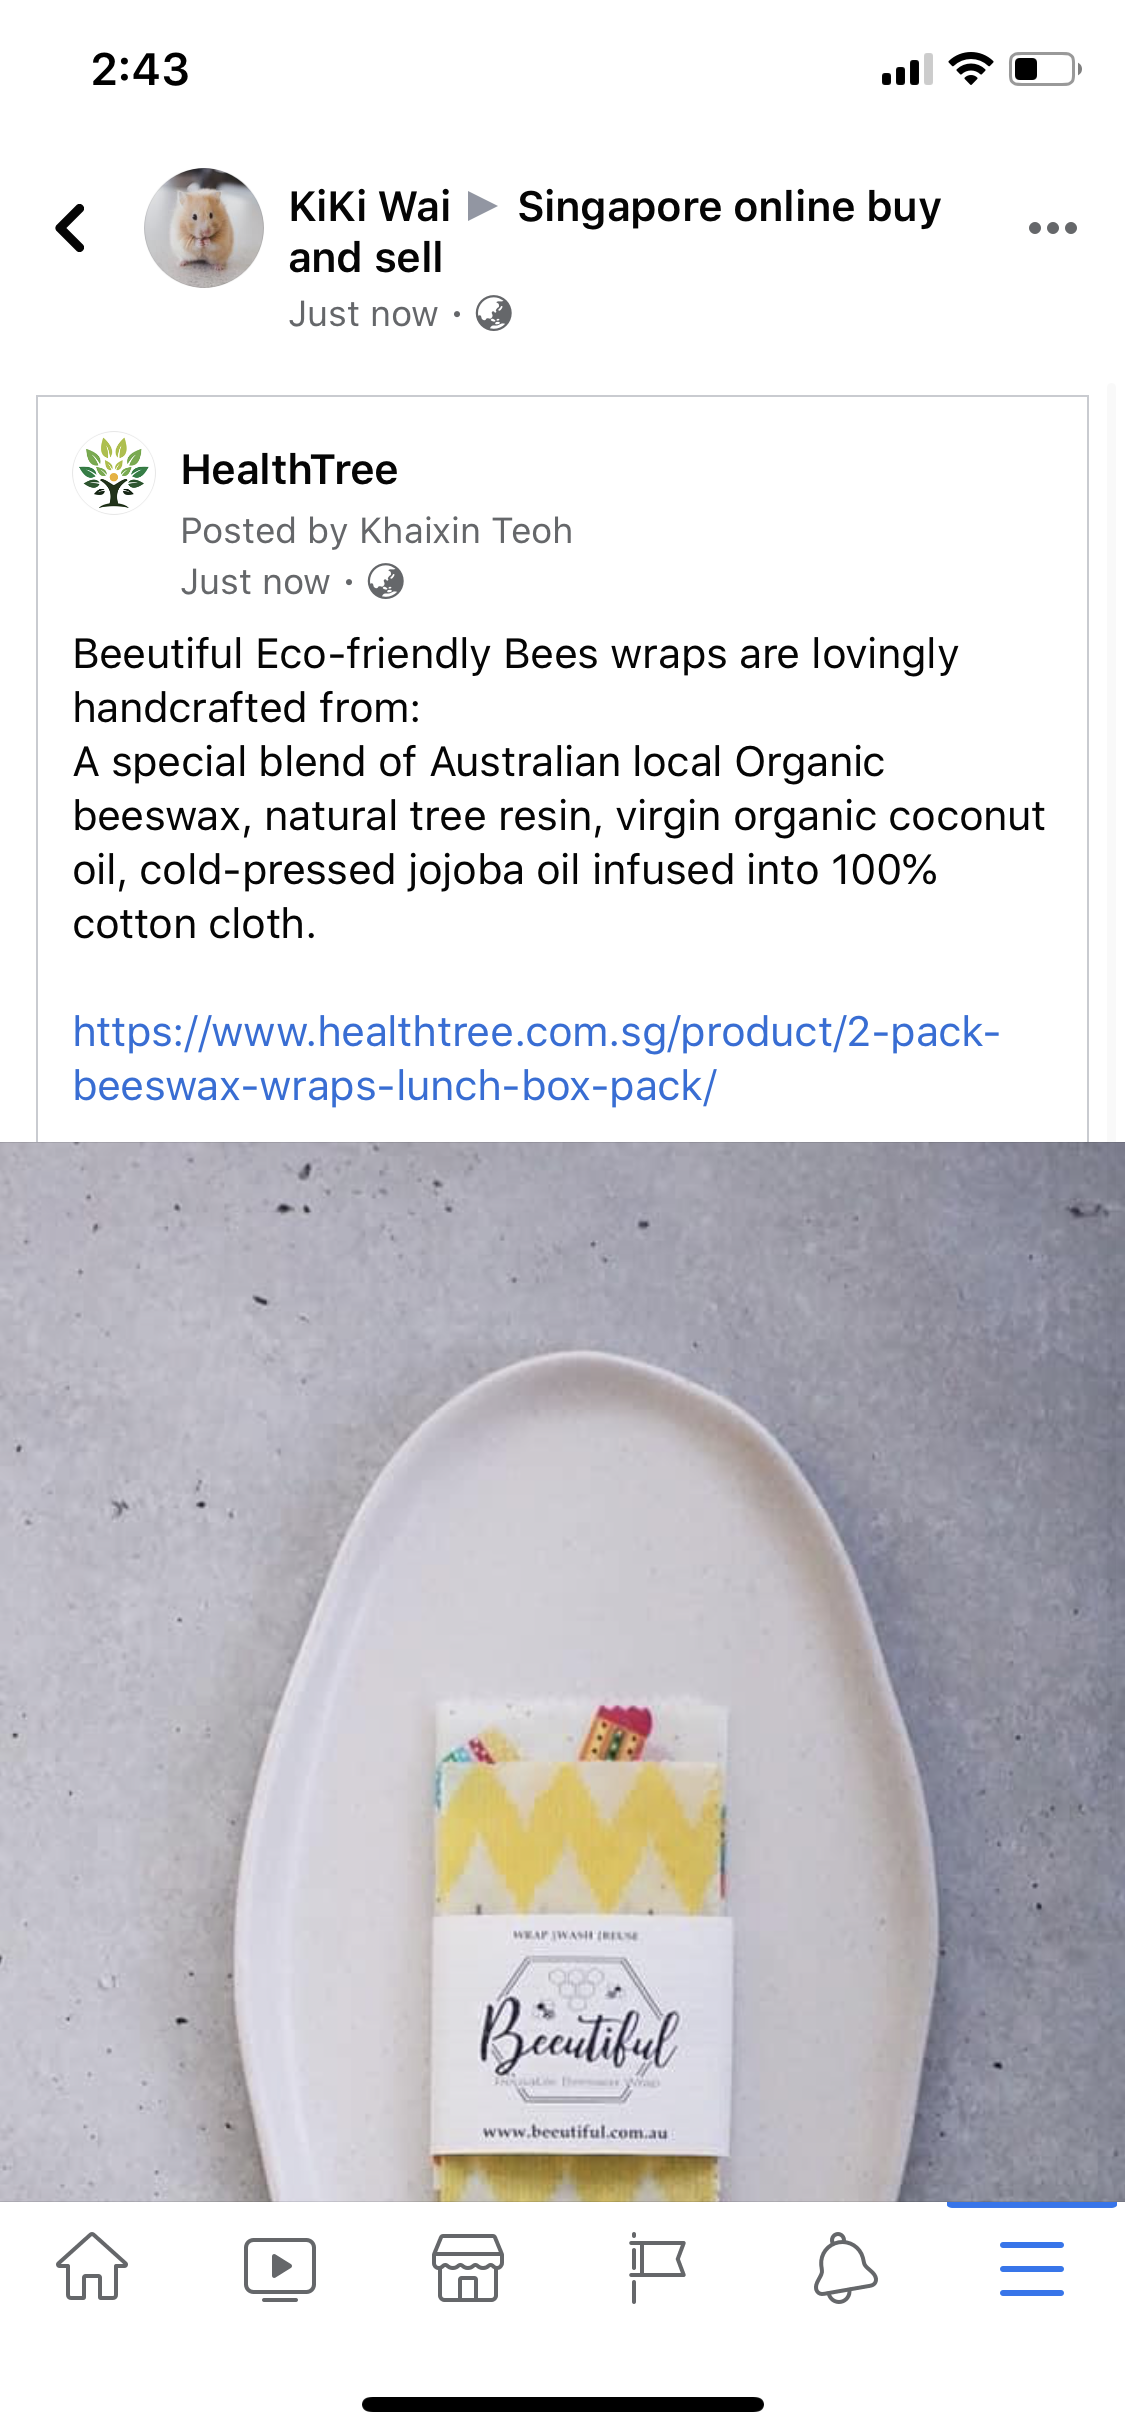 2:43
KiKi Wai ▶ Singapore online buy
and sell
Just now ·
HealthTree
Posted by Khaixin Teoh
Just now ·
Beeutiful Eco-friendly Bees wraps are lovingly
handcrafted from:
A special blend of Australian local Organic
beeswax, natural tree resin, virgin organic coconut
oil, cold-pressed jojoba oil infused into 100%
cotton cloth.
https://www.healthtree.com.sg/product/2-pack-
beeswax-wraps-lunch-box-pack/
WRAP |WASH |REUSE
Beeutiful
Reusable Beeswax Wrap
www.beeutiful.com.au